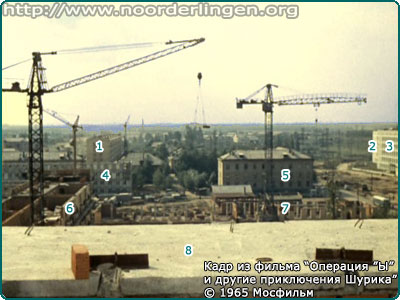 http://www.noorderlingen.org
1
2
3
4
5
6
7
8
Кадр из фильма "Операция "Ы"
и другие приключения Шурика"
© 1965 Мосфильм